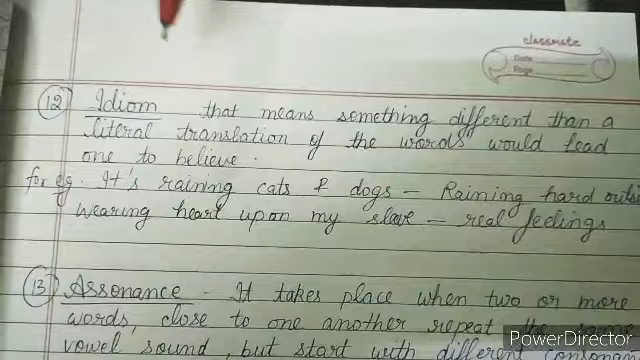 classmate
Date
Page
12 Idiom that means something different than a
literal translation of the words would lead
one to believe.
for eg. It's raining cats & dogs - Raining hard outsi
wearing heart upon my slave - real feelings
13 Assonance - It takes place when two or more
words, close to one another repeat the same
vowel sound, but start with different consonan
PowerDirector